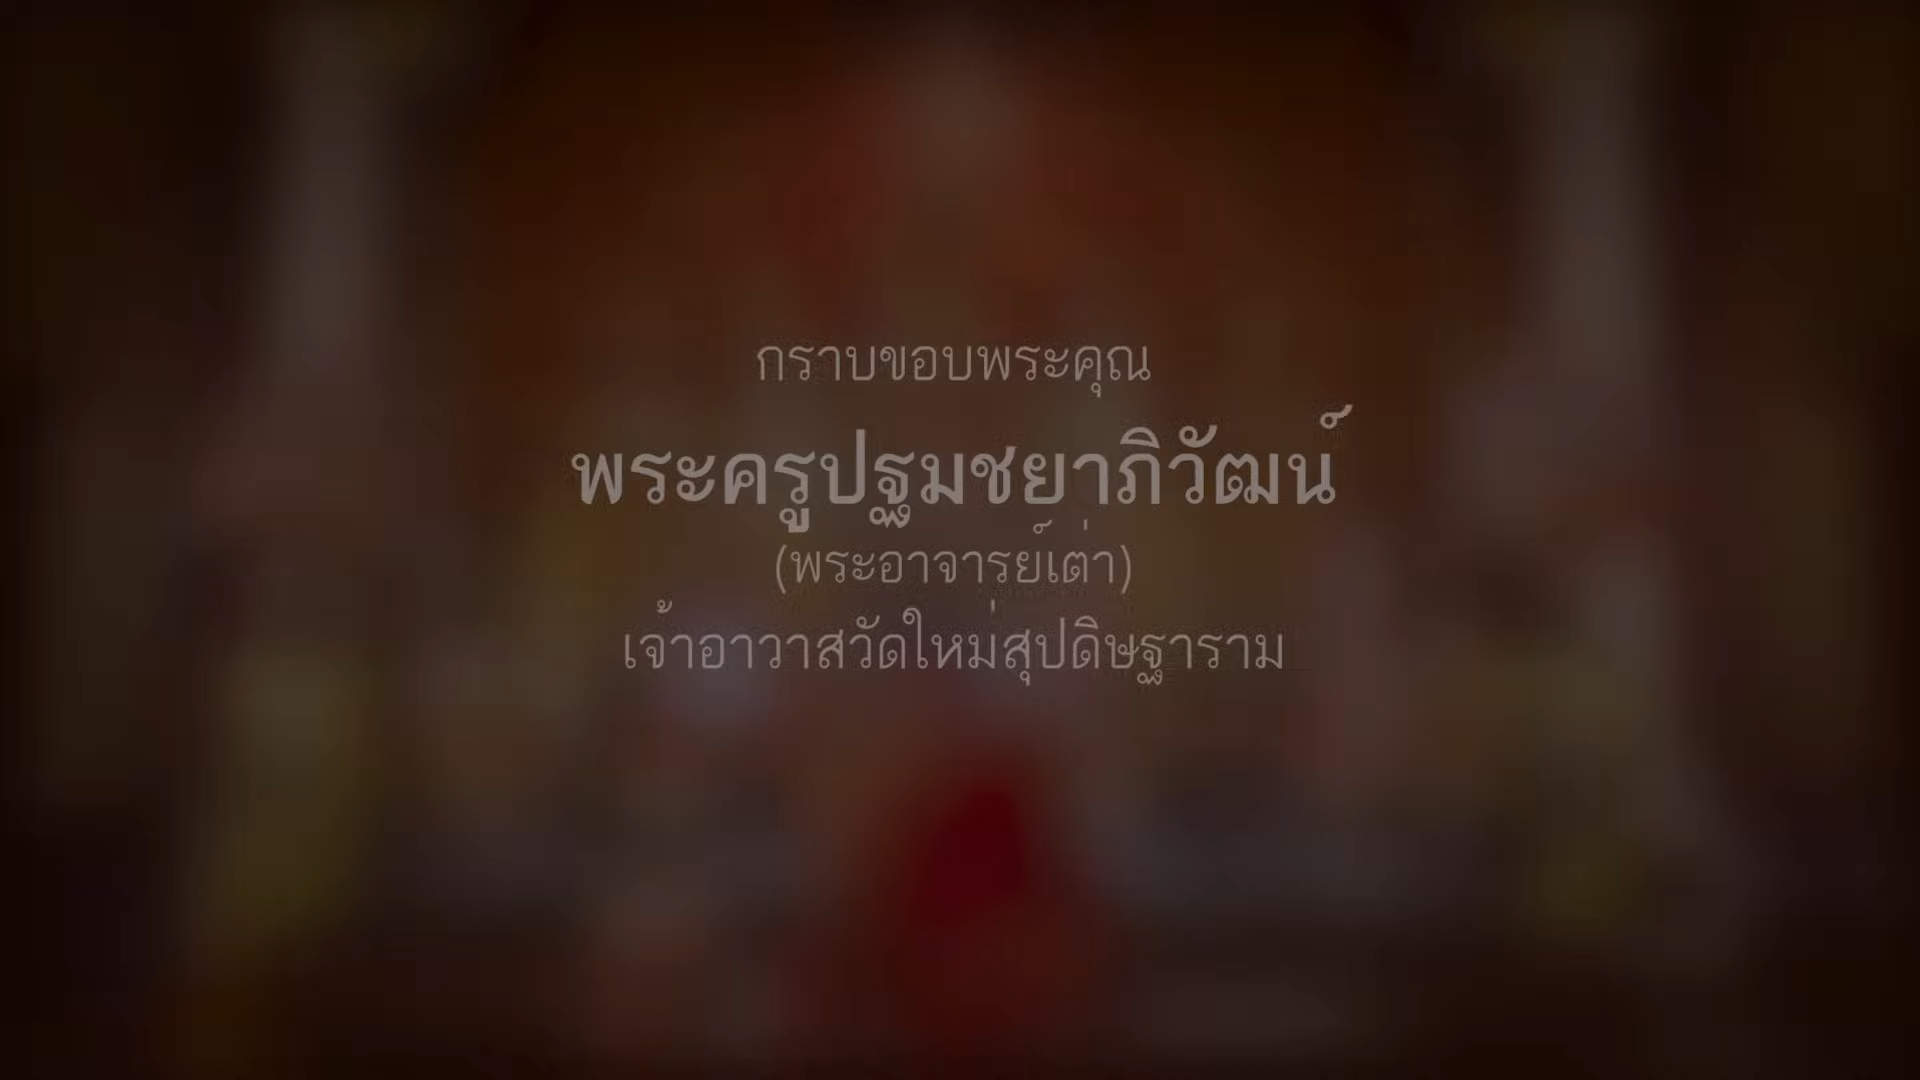 กราบขอบพระคุณ
พระครูปฐมชยาภิวัฒน์
(พระอาจารย์เต่า)
เจ้าอาวาสวัดใหม่สุปดิษฐาราม